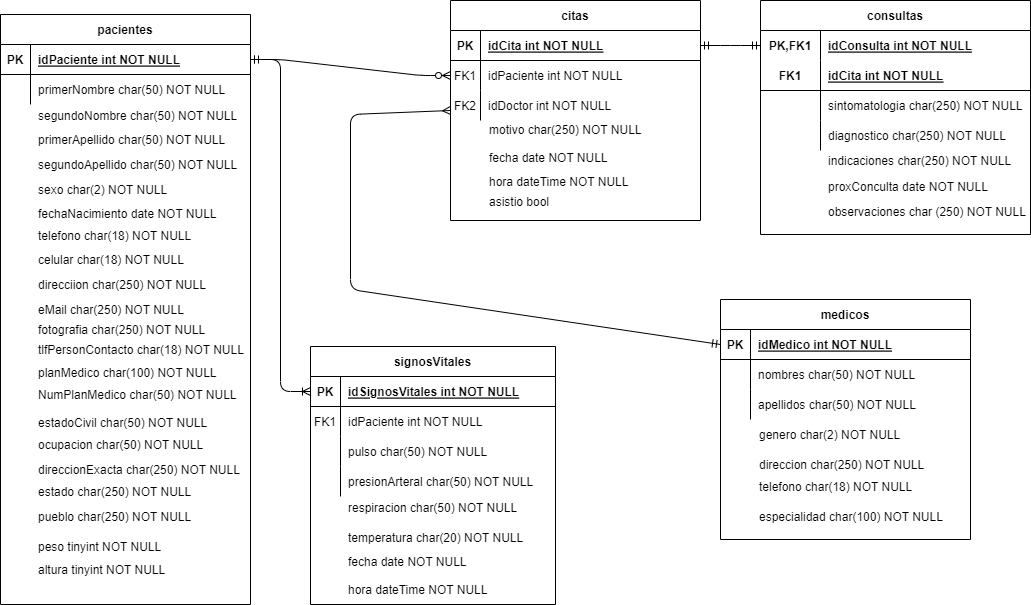 pacientes
PK idPaciente int NOT NULL
primerNombre char(50) NOT NULL
segundoNombre char(50) NOT NULL
primerApellido char(50) NOT NULL
segundoApellido char(50) NOT NULL
sexo char(2) NOT NULL
fechaNacimiento date NOT NULL
telefono char(18) NOT NULL
celular char(18) NOT NULL
direcciion char(250) NOT NULL
eMail char(250) NOT NULL
fotografia char(250) NOT NULL
tlfPersonContacto char(18) NOT NULL
planMedico char(100) NOT NULL
NumPlanMedico char(50) NOT NULL
estadoCivil char(50) NOT NULL
ocupacion char(50) NOT NULL
direccionExacta char(250) NOT NULL
estado char(250) NOT NULL
pueblo char(250) NOT NULL
peso tinyint NOT NULL
altura tinyint NOT NULL
citas
PK idCita int NOT NULL
FK1 idPaciente int NOT NULL
FK2 idDoctor int NOT NULL
motivo char(250) NOT NULL
fecha date NOT NULL
hora dateTime NOT NULL
asistio bool
consultas
PK,FK1 idConsulta int NOT NULL
FK1 idCita int NOT NULL
sintomatologia char(250) NOT NULL
diagnostico char(250) NOT NULL
indicaciones char(250) NOT NULL
proxConculta date NOT NULL
observaciones char (250) NOT NULL
signosVitales
PK idSignosVitales int NOT NULL
FK1 idPaciente int NOT NULL
pulso char(50) NOT NULL
presionArteral char(50) NOT NULL
respiracion char(50) NOT NULL
temperatura char(20) NOT NULL
fecha date NOT NULL
hora dateTime NOT NULL
medicos
PK idMedico int NOT NULL
nombres char(50) NOT NULL
apellidos char(50) NOT NULL
genero char(2) NOT NULL
direccion char(250) NOT NULL
telefono char(18) NOT NULL
especialidad char(100) NOT NULL